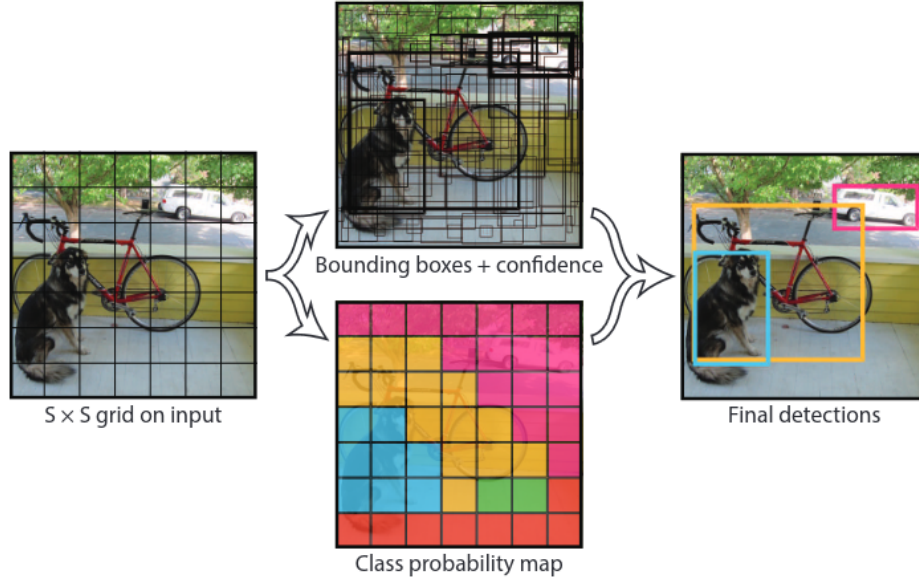 S × S grid on input
Bounding boxes + confidence
Class probability map
Final detections